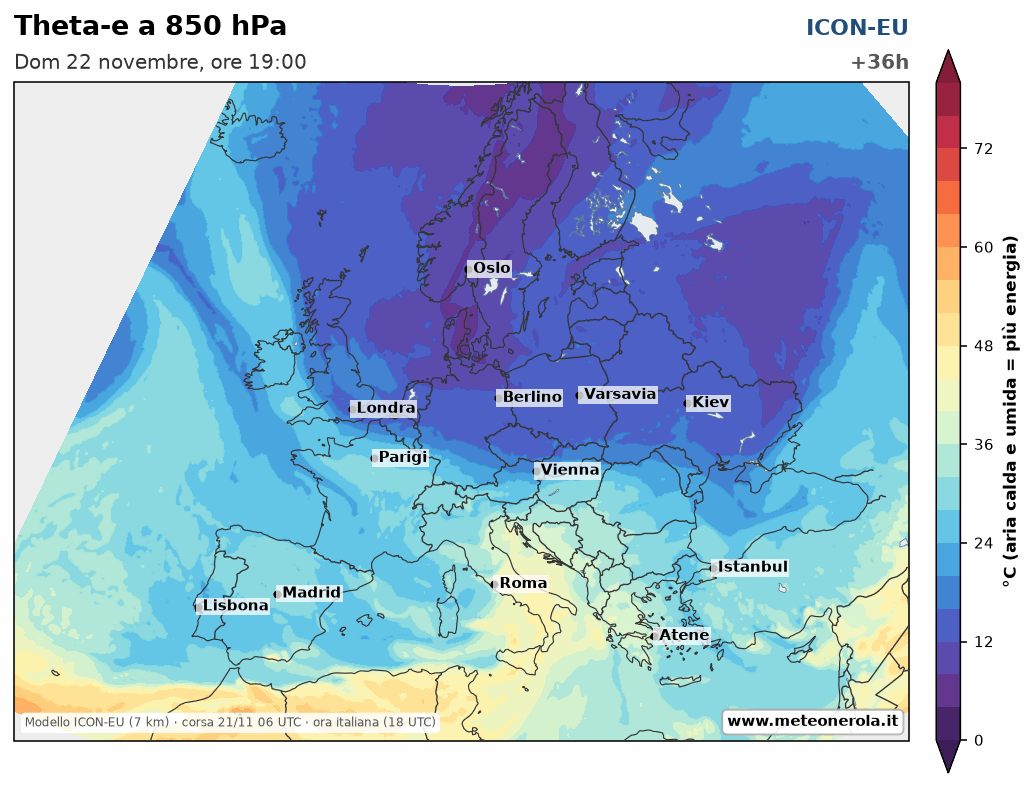 Theta-e a 850 hPa
ICON-EU
Dom 22 novembre, ore 19:00
+36h
Oslo
Londra
Berlino
Varsavia
Kiev
Parigi
Vienna
Istanbul
Roma
Madrid
Lisbona
Atene
72
60
48
36
24
12
0
°C (aria calda e umida = più energia)
Modello ICON-EU (7 km) · corsa 21/11 06 UTC · ora italiana (18 UTC)
www.meteonerola.it